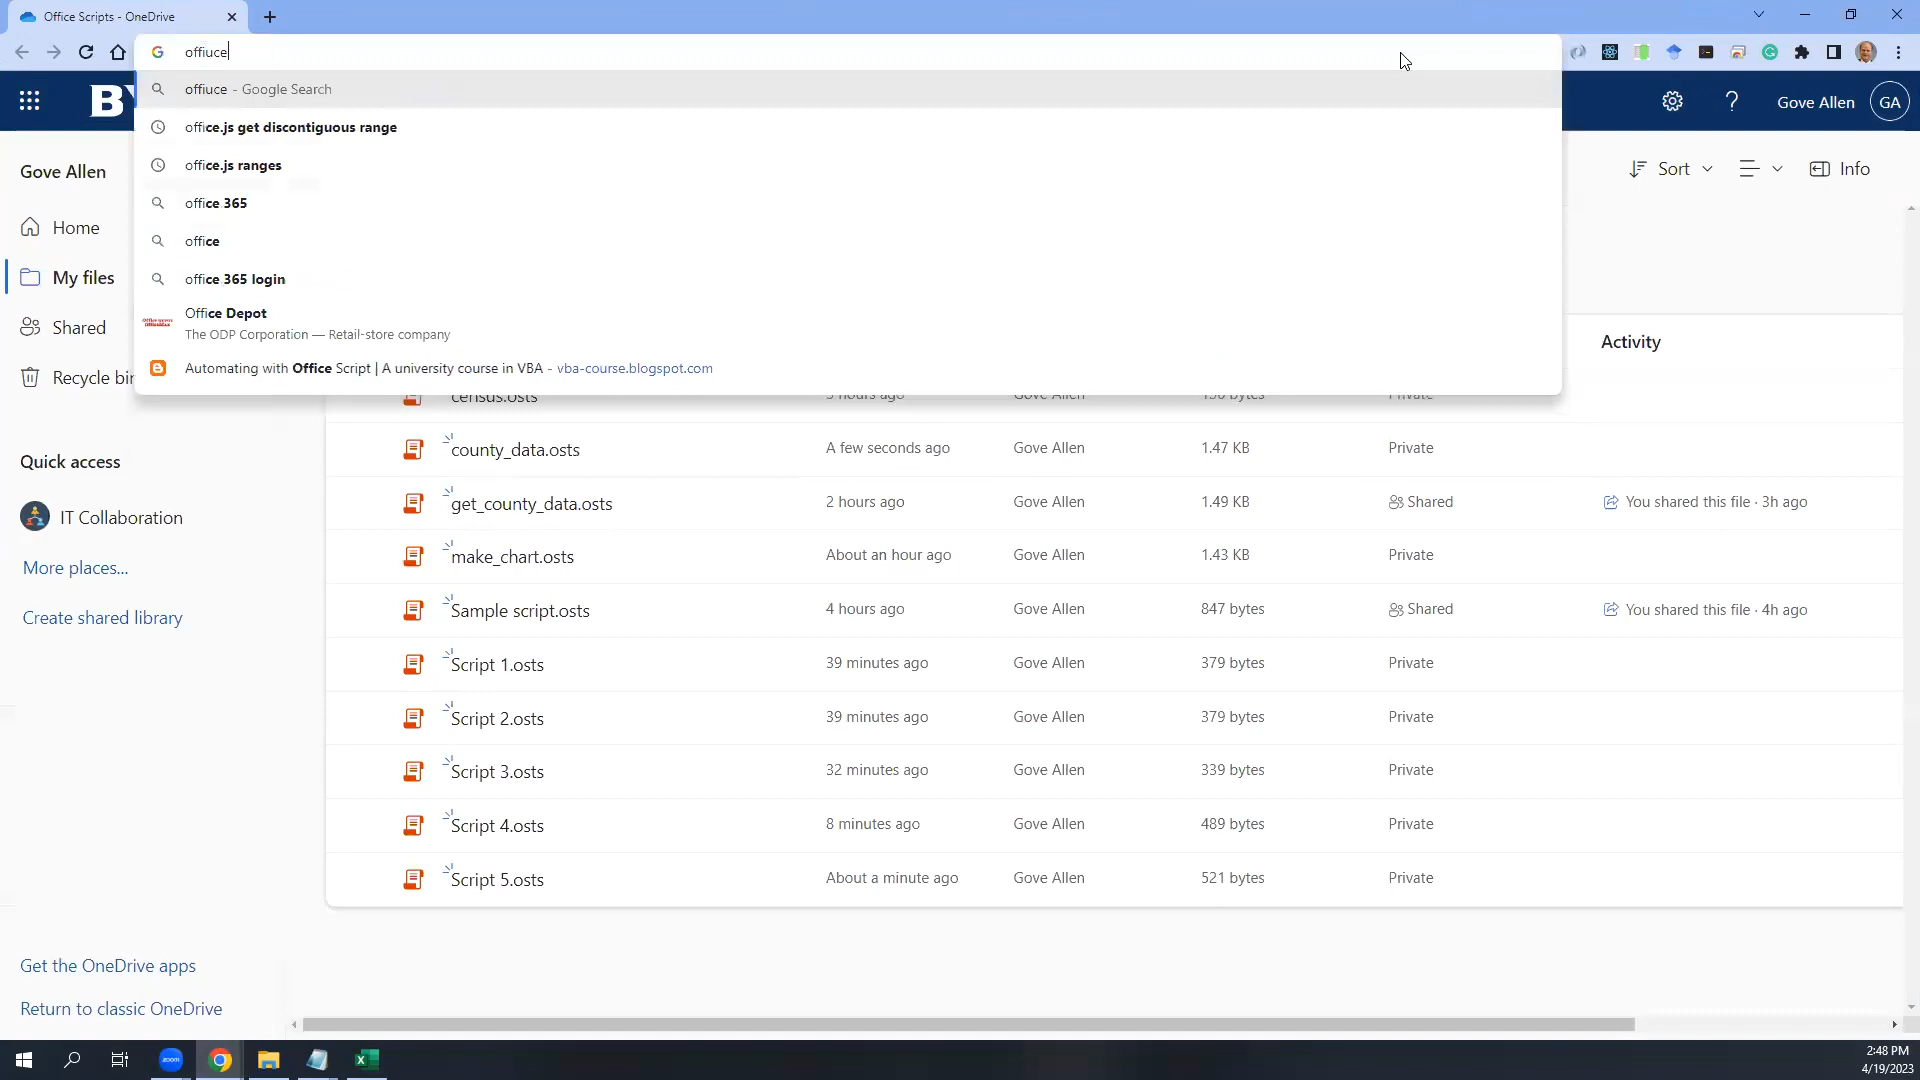 Office Scripts - OneDrive
offiuce
offiuce - Google Search
office.js get discontiguous range
office.js ranges
office 365
office
office 365 login
Office Depot
The ODP Corporation — Retail-store company
Automating with Office Script | A university course in VBA - vba-course.blogspot.com
B
Gove Allen
GA
Gove Allen
Home
My files
Shared
Recycle bin
Quick access
IT Collaboration
More places...
Create shared library
Get the OneDrive apps
Return to classic OneDrive
Sort
Info
Activity
census.osts Gove Allen Private
county_data.osts A few seconds ago Gove Allen 1.47 KB Private
get_county_data.osts 2 hours ago Gove Allen 1.49 KB Shared You shared this file · 3h ago
make_chart.osts About an hour ago Gove Allen 1.43 KB Private
Sample script.osts 4 hours ago Gove Allen 847 bytes Shared You shared this file · 4h ago
Script 1.osts 39 minutes ago Gove Allen 379 bytes Private
Script 2.osts 39 minutes ago Gove Allen 379 bytes Private
Script 3.osts 32 minutes ago Gove Allen 339 bytes Private
Script 4.osts 8 minutes ago Gove Allen 489 bytes Private
Script 5.osts About a minute ago Gove Allen 521 bytes Private
zoom
2:48 PM
4/19/2023